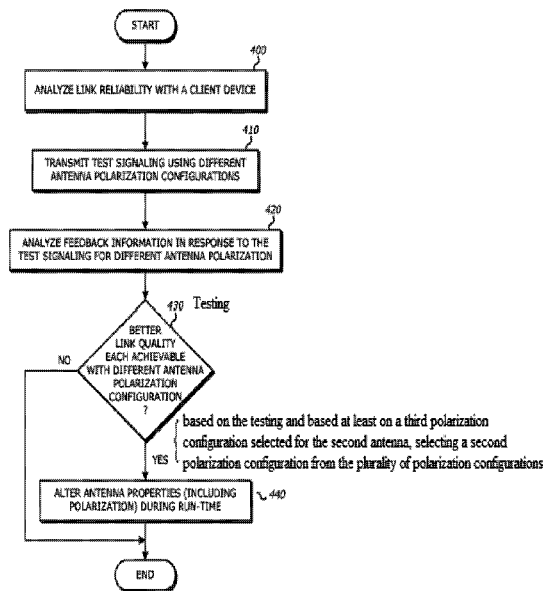 START
400
ANALYZE LINK RELIABILITY WITH A CLIENT DEVICE
410
TRANSMIT TEST SIGNALING USING DIFFERENT
ANTENNA POLARIZATION CONFIGURATIONS
420
ANALYZE FEEDBACK INFORMATION IN RESPONSE TO THE
TEST SIGNALING FOR DIFFERENT ANTENNA POLARIZATION
430 Testing
BETTER
LINK QUALITY
EACH ACHIEVABLE
WITH DIFFERENT ANTENNA
POLARIZATION
CONFIGURATION
?
NO
based on the testing and based at least on a third polarization
configuration selected for the second antenna, selecting a second
polarization configuration from the plurality of polarization configurations
YES
ALTER ANTENNA PROPERTIES (INCLUDING
POLARIZATION) DURING RUN-TIME
440
END